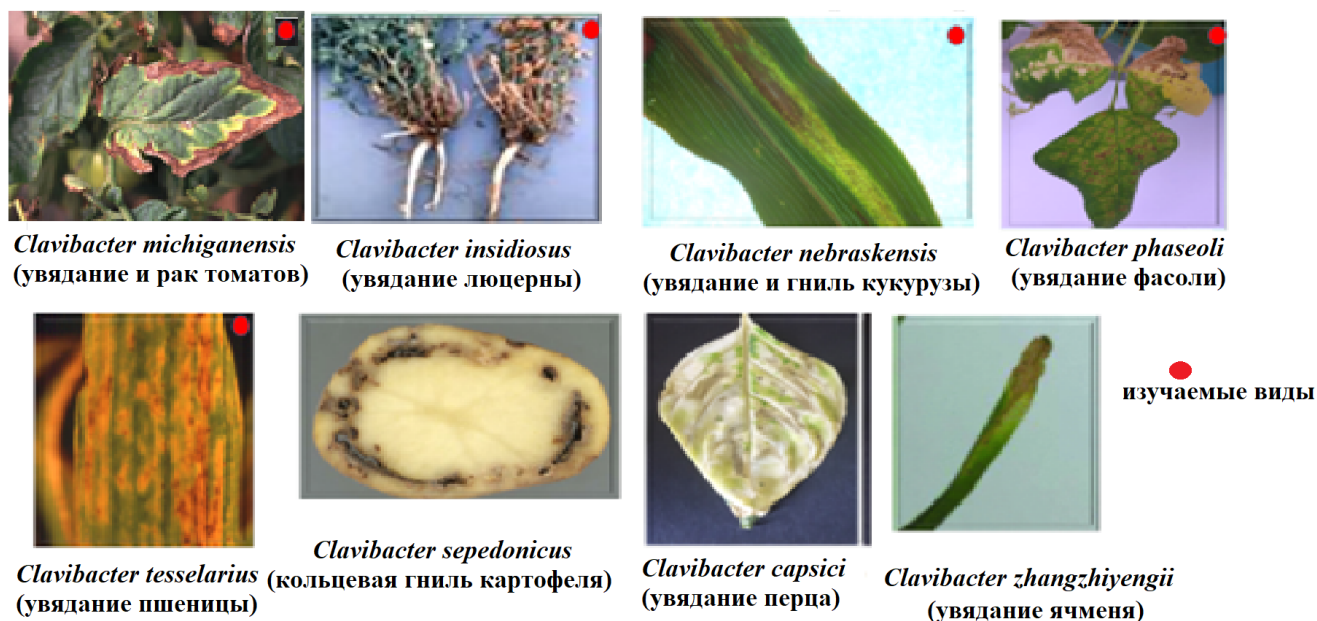 Clavibacter michiganensis
(увядание и рак томатов)
Clavibacter insidiosus
(увядание люцерны)
Clavibacter nebraskensis
(увядание и гниль кукурузы)
Clavibacter phaseoli
(увядание фасоли)
изучаемые виды
Clavibacter tesselarius
(увядание пшеницы)
Clavibacter sepedonicus
(кольцевая гниль картофеля)
Clavibacter capsici
(увядание перца)
Clavibacter zhangzhiyengii
(увядание ячменя)